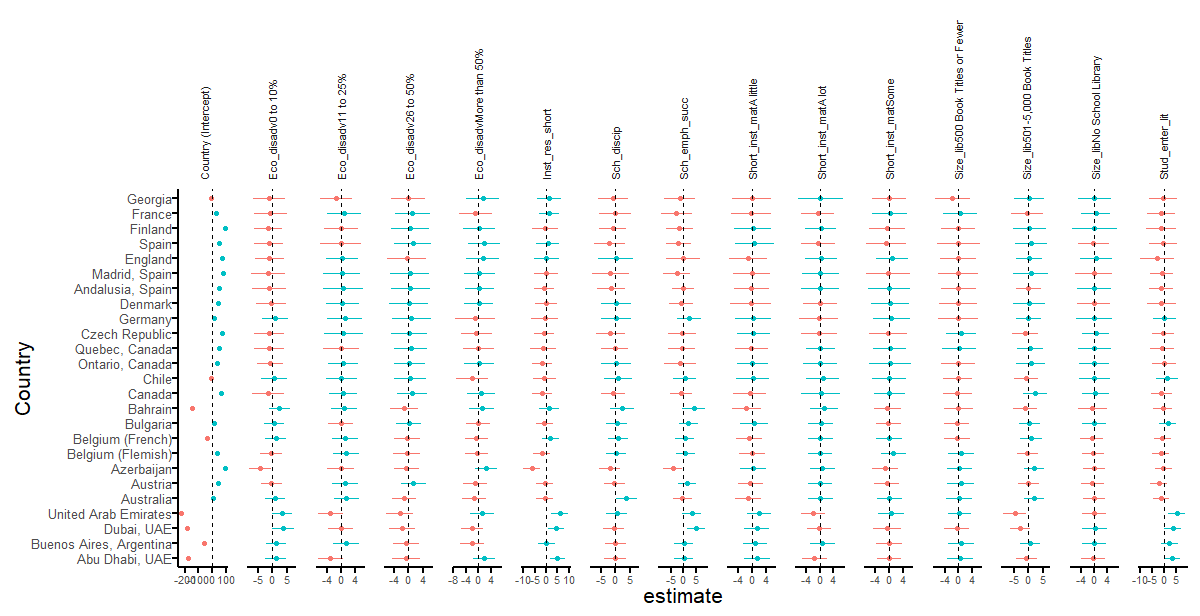 Country (Intercept)
Eco_disadv0 to 10%
Eco_disadv11 to 25%
Eco_disadv26 to 50%
Eco_disadvMore than 50%
Inst_res_short
Sch_discip
Sch_emph_succ
Short_inst_matA little
Short_inst_matA lot
Short_inst_matSome
Size_lib500 Book Titles or Fewer
Size_lib501-5,000 Book Titles
Size_libNo School Library
Stud_enter_lit
Country
Georgia
France
Finland
Spain
England
Madrid, Spain
Andalusia, Spain
Denmark
Germany
Czech Republic
Quebec, Canada
Ontario, Canada
Chile
Canada
Bahrain
Bulgaria
Belgium (French)
Belgium (Flemish)
Azerbaijan
Austria
Australia
United Arab Emirates
Dubai, UAE
Buenos Aires, Argentina
Abu Dhabi, UAE
-5 0 5
-4 0 4
-4 0 4
-8 -4 0 4
-10 -5 0 5 10
-5 0 5
-5 0 5
-4 0 4
-4 0 4
-4 0 4
-4 0 4
-5 0 5
-4 0 4
-10 -5 0 5
estimate